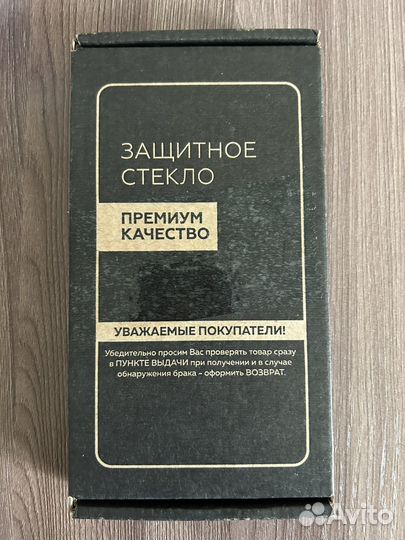 ЗАЩИТНОЕ
СТЕКЛО
ПРЕМИУМ
КАЧЕСТВО
УВАЖАЕМЫЕ ПОКУПАТЕЛИ!
Убедительно просим Вас проверять товар сразу
в ПУНКТЕ ВЫДАЧИ при получении и в случае
обнаружения брака - оформить ВОЗВРАТ.
Avito